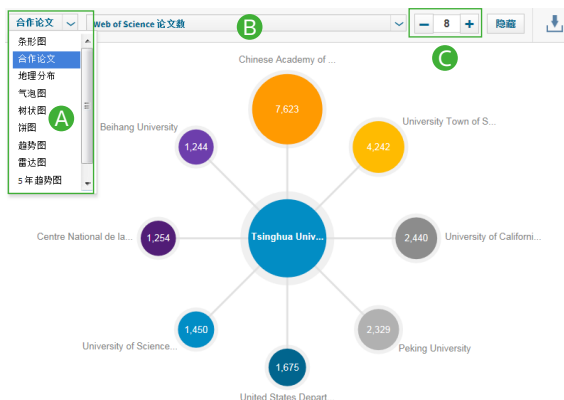 合作论文
Web of Science 论文数
B
8
隐藏
C
条形图
合作论文
地理分布
气泡图
树状图
A
饼图
趋势图
雷达图
5 年趋势图
Chinese Academy of ...
7,623
Beihang University
1,244
University Town of S...
4,242
Centre National de la...
1,254
Tsinghua Univ...
2,440
University of Californi...
1,450
University of Science...
2,329
Peking University
1,675
United States Depart...